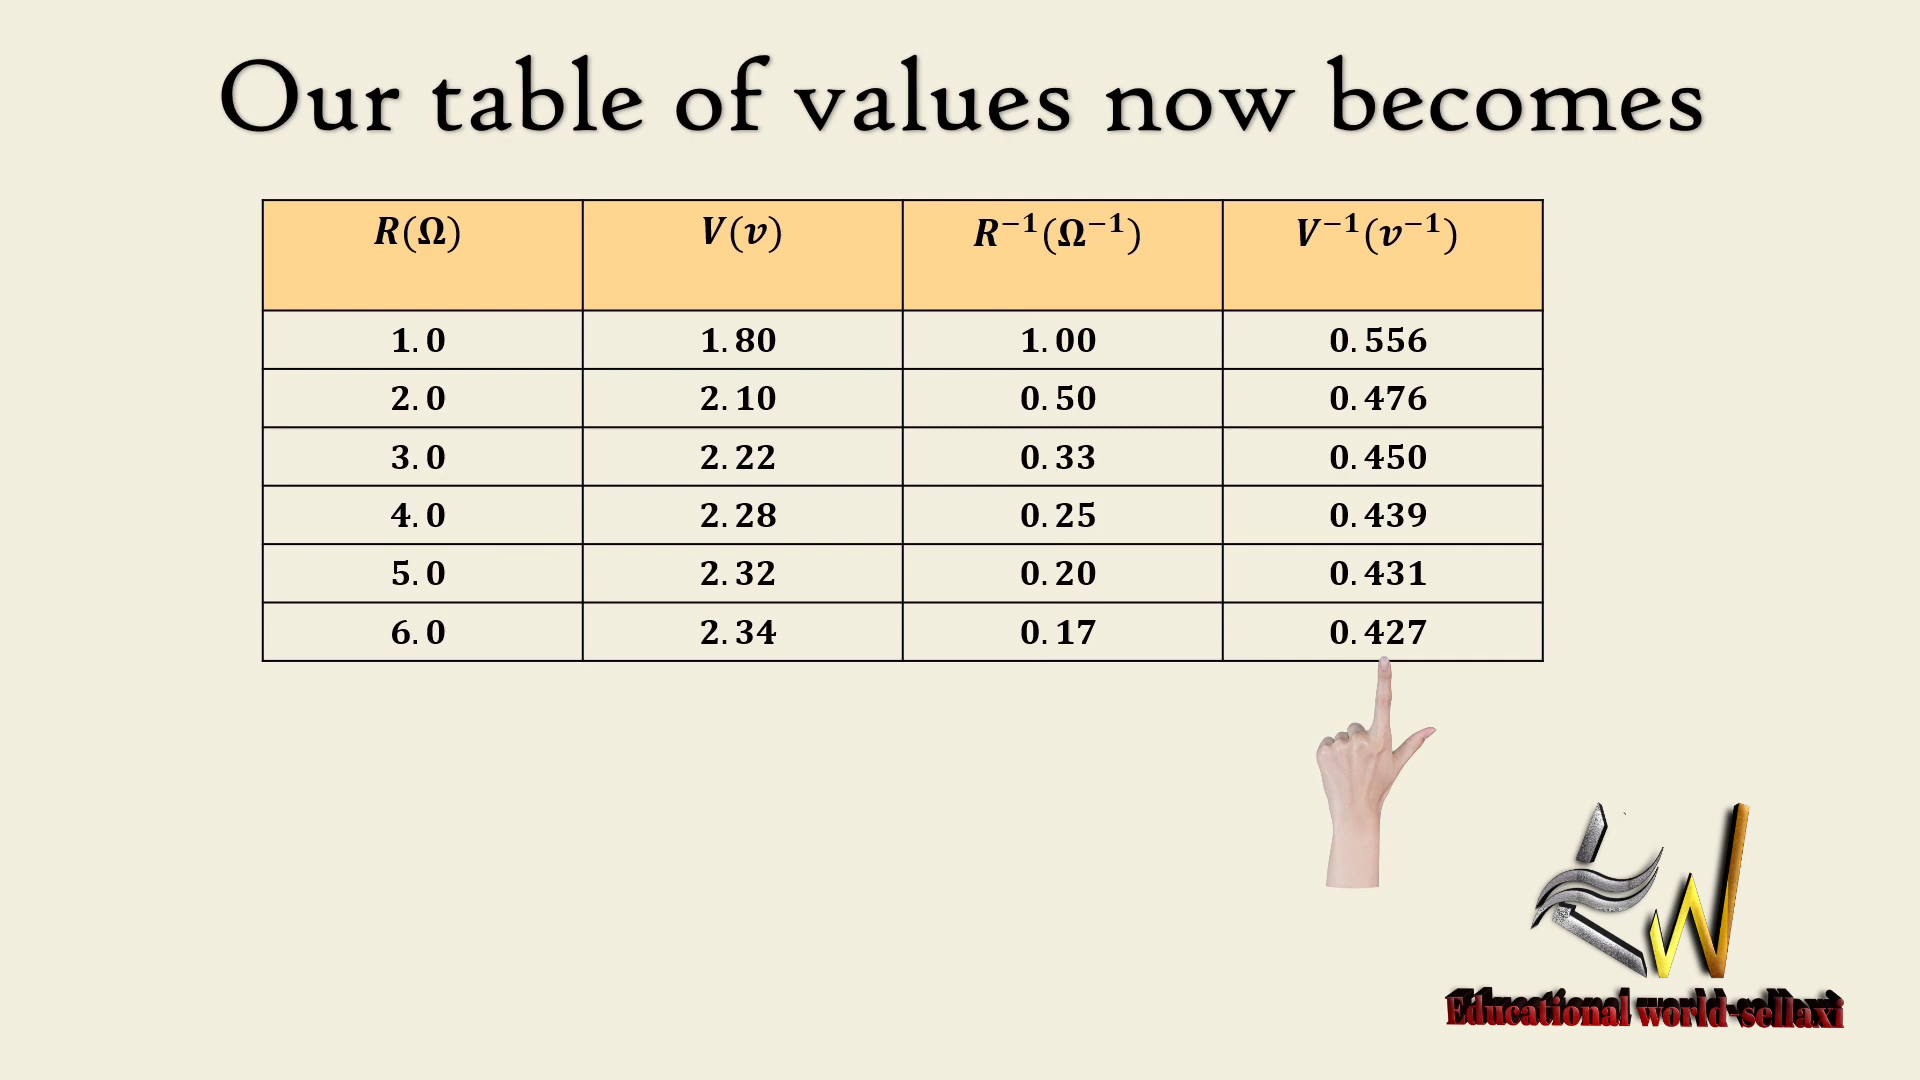 Our table of values now becomes
R(Ω) V(v) R⁻¹(Ω⁻¹) V⁻¹(v⁻¹)
1.0 1.80 1.00 0.556
2.0 2.10 0.50 0.476
3.0 2.22 0.33 0.450
4.0 2.28 0.25 0.439
5.0 2.32 0.20 0.431
6.0 2.34 0.17 0.427
EW
Educational world-sellaxi